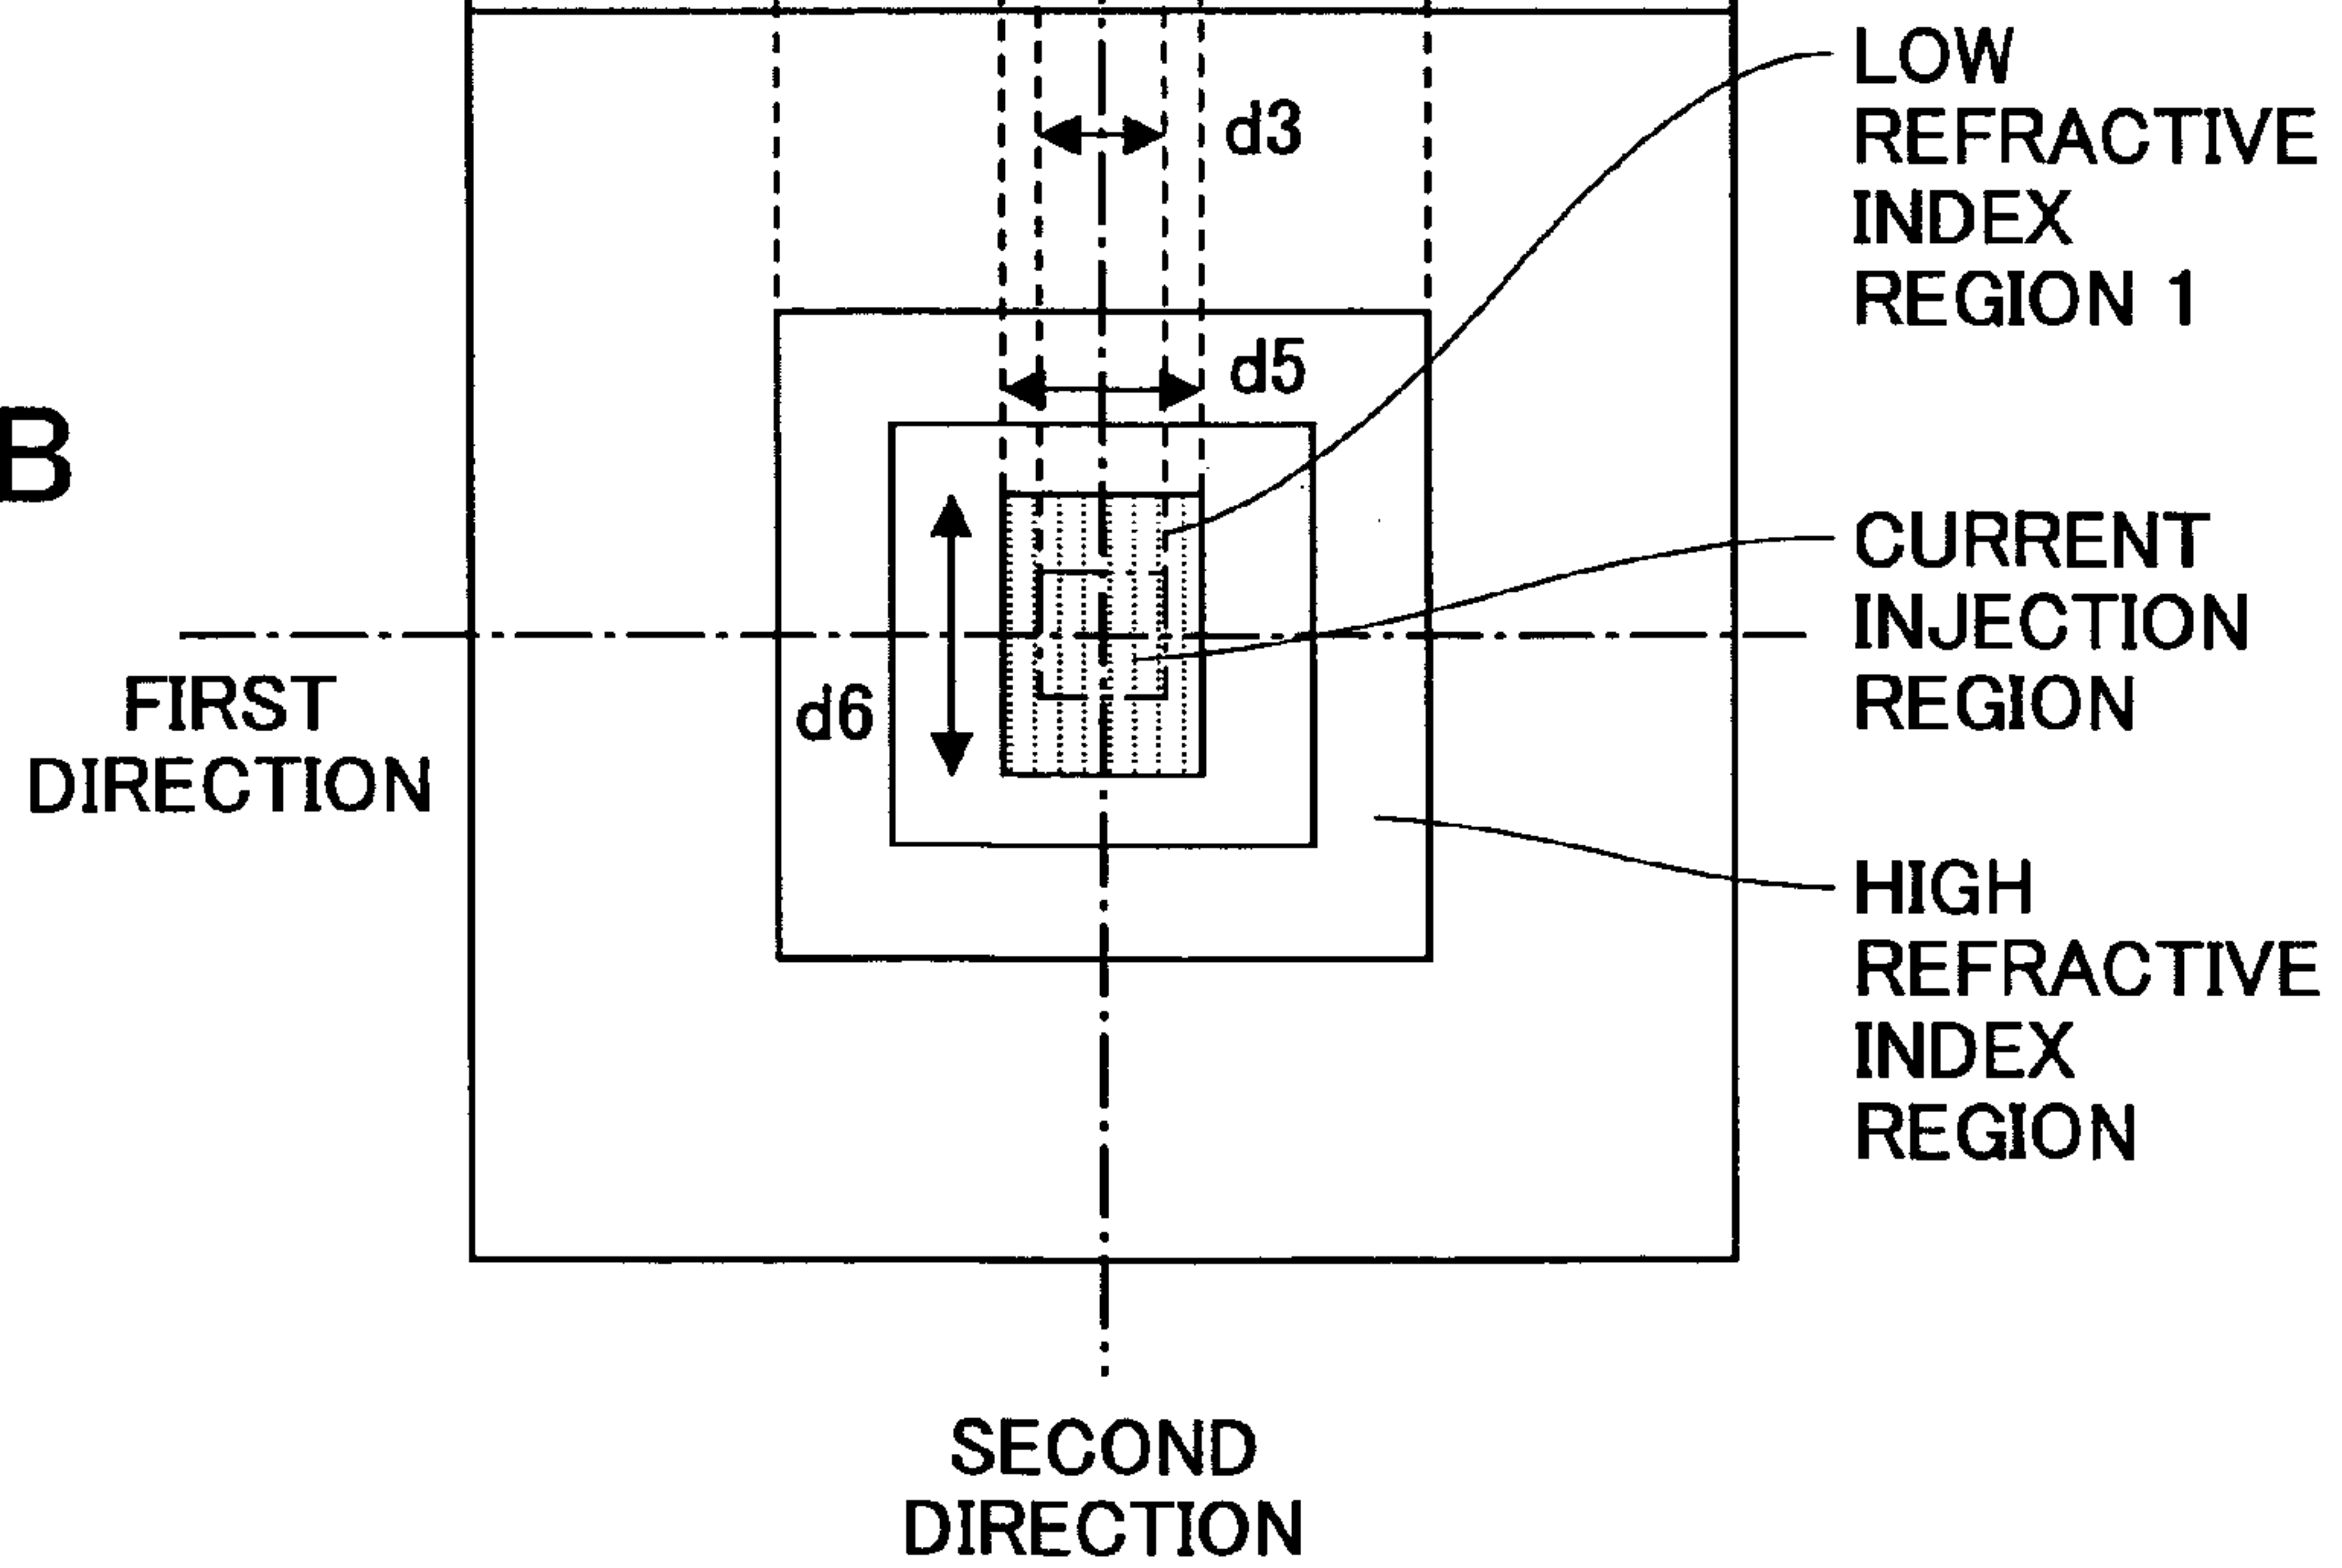 LOW
REFRACTIVE
INDEX
REGION 1
d3
d5
B
CURRENT
INJECTION
REGION
FIRST
DIRECTION
d6
HIGH
REFRACTIVE
INDEX
REGION
SECOND
DIRECTION